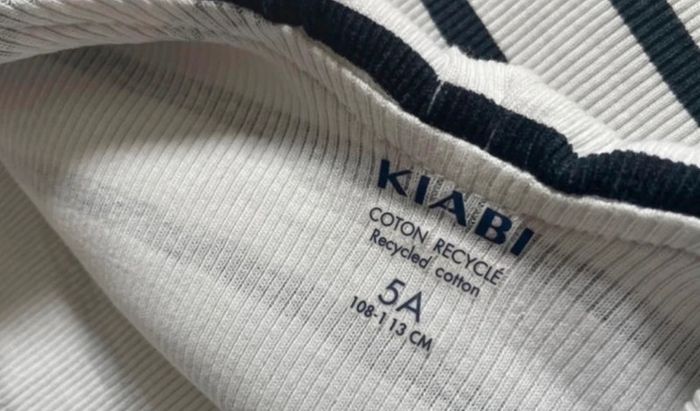 KIABI
COTON RECYCLÉ
Recycled cotton
5A
108-113 CM